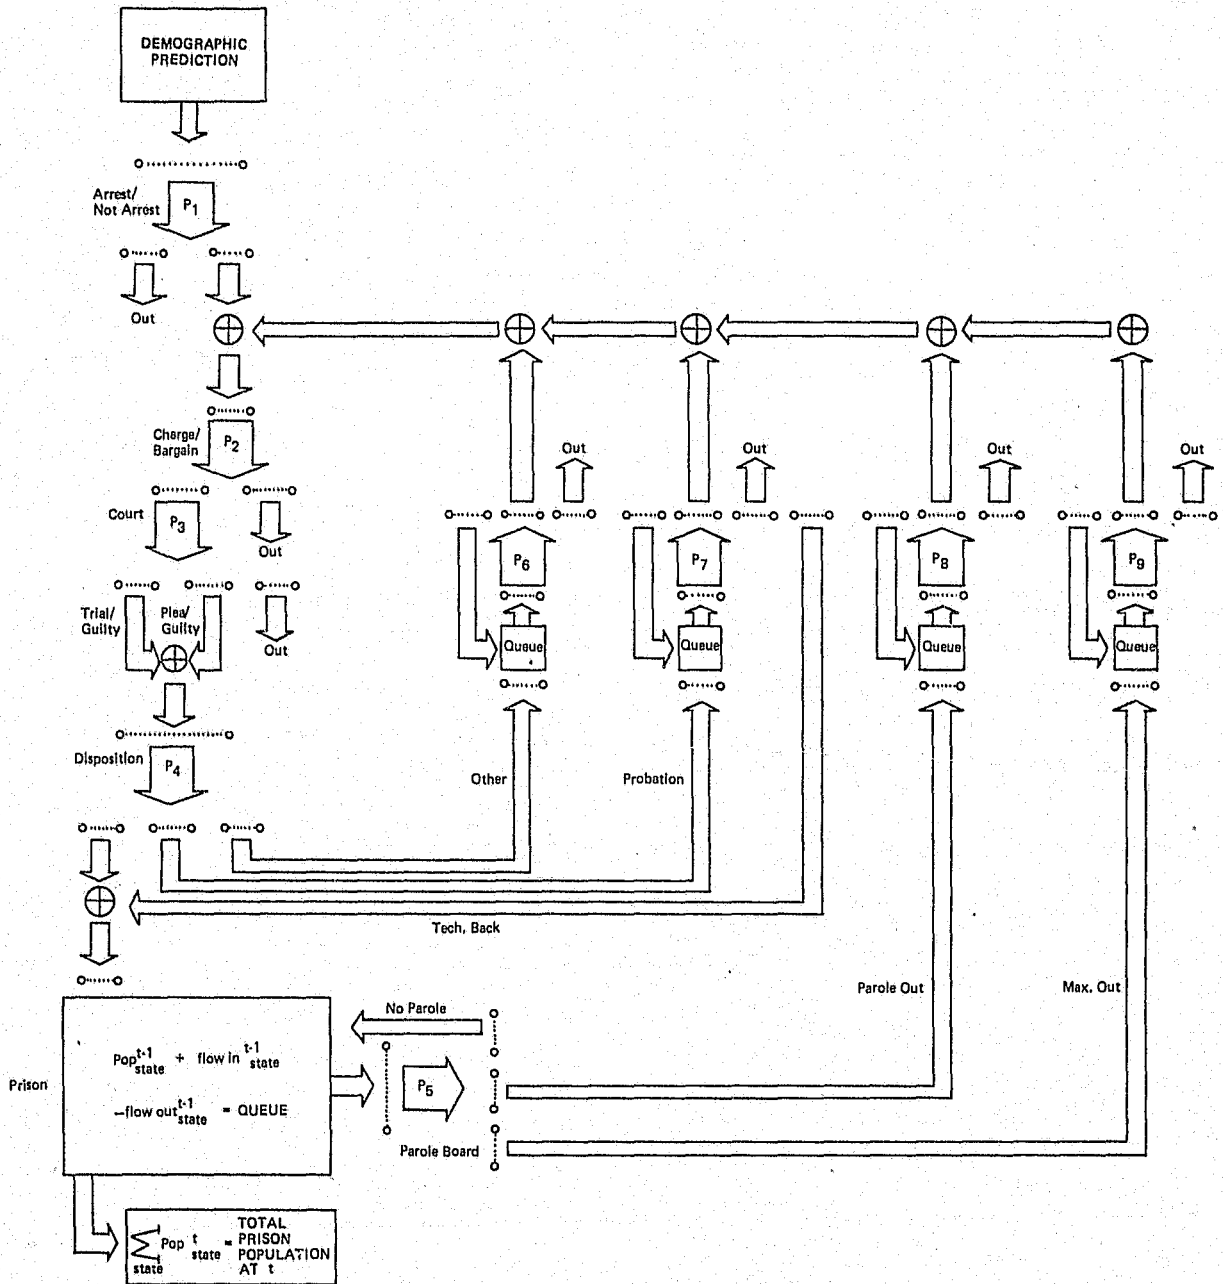 DEMOGRAPHIC
PREDICTION
Arrest/
Not Arrest
P1
Out
Charge/
Bargain
P2
Out
Out
Out
Out
Court
P3
Out
P6
P7
P8
P9
Trial/
Guilty
Plea/
Guilty
Out
Queue
Queue
Queue
Queue
Disposition
P4
Other
Probation
Tech, Back
Parole Out
Max. Out
No Parole
Prison
Pop t-1 state + flow in t-1 state
–flow out t-1 state = QUEUE
P5
Parole Board
∑ state Pop t state = TOTAL
PRISON
POPULATION
AT t